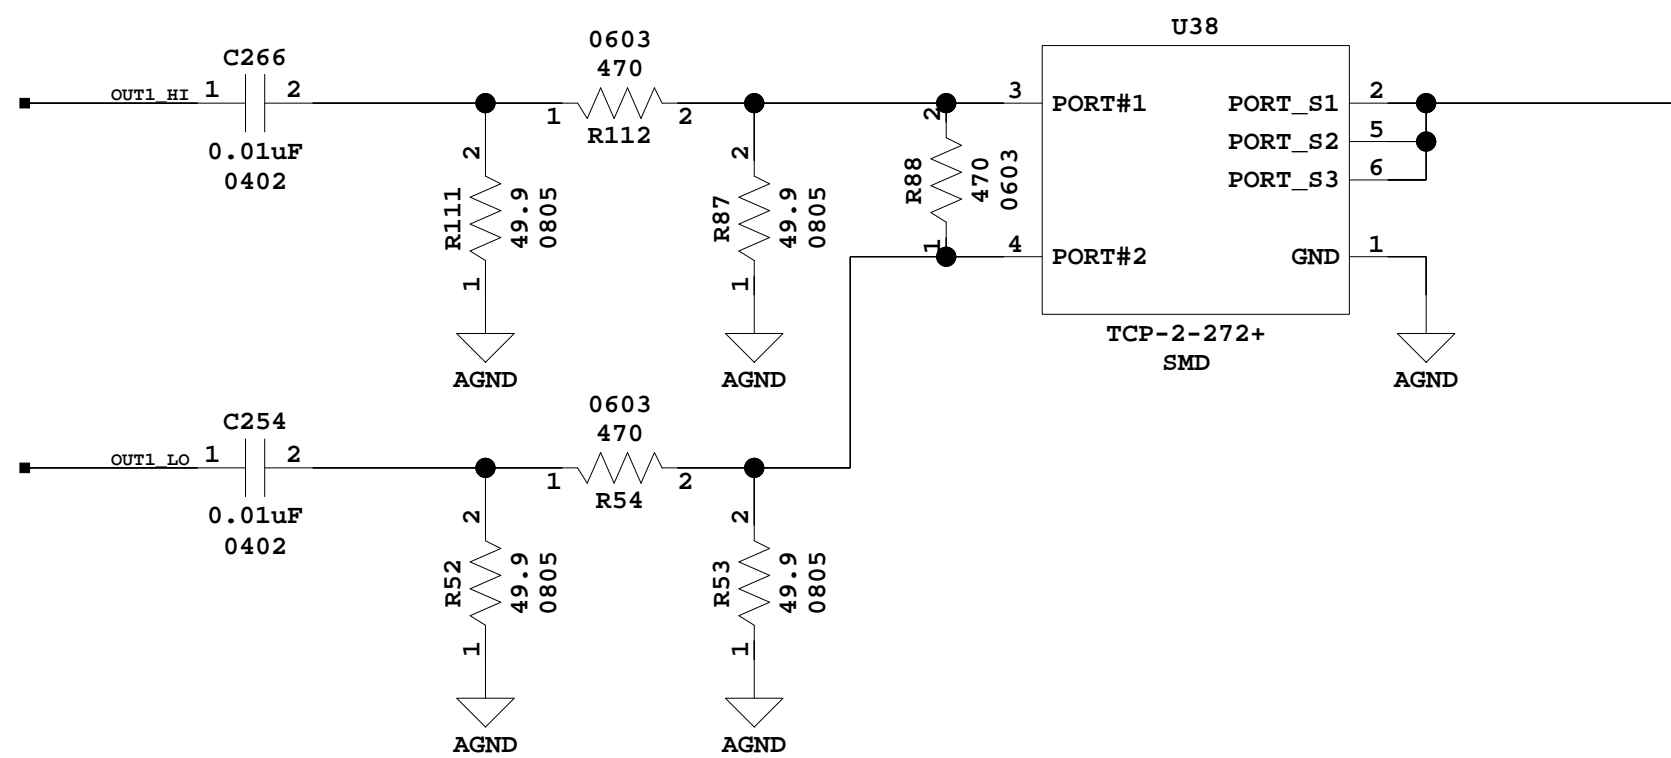 U38
0603
470
C266
OUT1_HI
1
2
0.01uF
0402
1
2
R112
2
R111
49.9
0805
1
AGND
2
R87
49.9
0805
1
AGND
2
R88
470
0603
1
3
PORT#1
4
PORT#2
PORT_S1
2
PORT_S2
5
PORT_S3
6
GND
1
TCP-2-272+
SMD
AGND
0603
470
C254
OUT1_LO
1
2
0.01uF
0402
1
2
R54
2
R52
49.9
0805
1
AGND
2
R53
49.9
0805
1
AGND